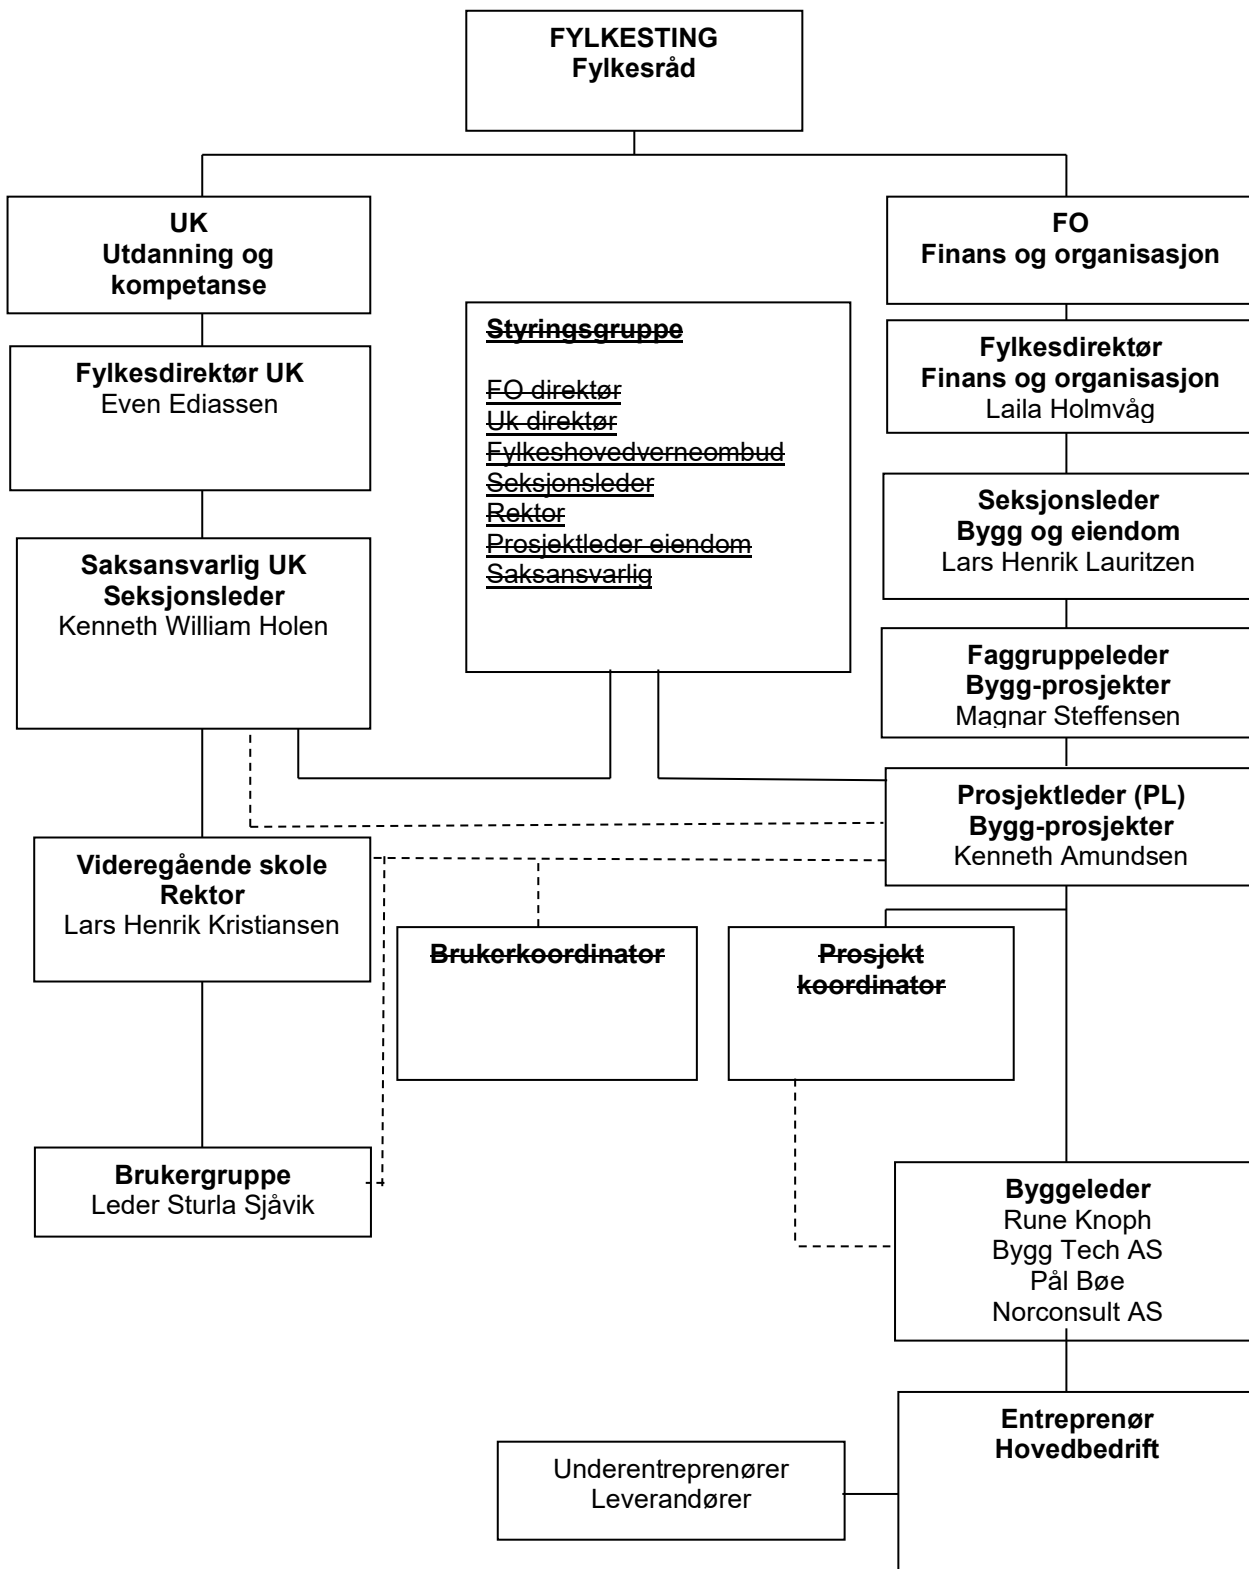 FYLKESTING
Fylkesråd
UK
Utdanning og
kompetanse
FO
Finans og organisasjon
Styringsgruppe
FO direktør
Uk direktør
Fylkeshovedverneombud
Seksjonsleder
Rektor
Prosjektleder eiendom
Saksansvarlig
Fylkesdirektør UK
Even Ediassen
Fylkesdirektør
Finans og organisasjon
Laila Holmvåg
Saksansvarlig UK
Seksjonsleder
Kenneth William Holen
Seksjonsleder
Bygg og eiendom
Lars Henrik Lauritzen
Faggruppeleder
Bygg-prosjekter
Magnar Steffensen
Prosjektleder (PL)
Bygg-prosjekter
Kenneth Amundsen
Videregående skole
Rektor
Lars Henrik Kristiansen
Brukerkoordinator
Prosjekt
koordinator
Brukergruppe
Leder Sturla Sjåvik
Byggeleder
Rune Knoph
Bygg Tech AS
Pål Bøe
Norconsult AS
Entreprenør
Hovedbedrift
Underentreprenører
Leverandører